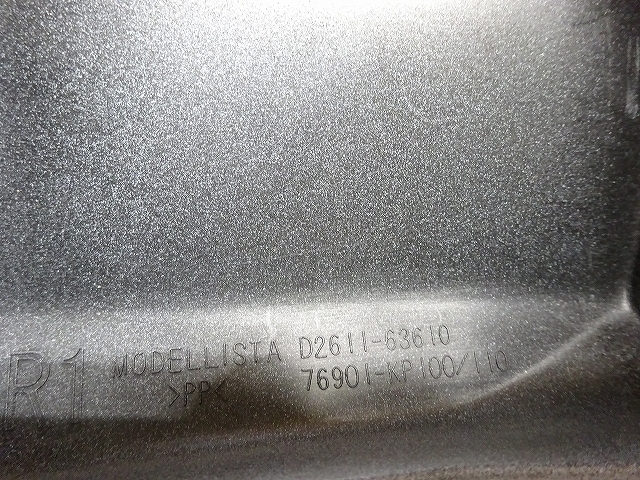 R1 MODELLISTA D2611-63610
>PP< 76901-KP100/110